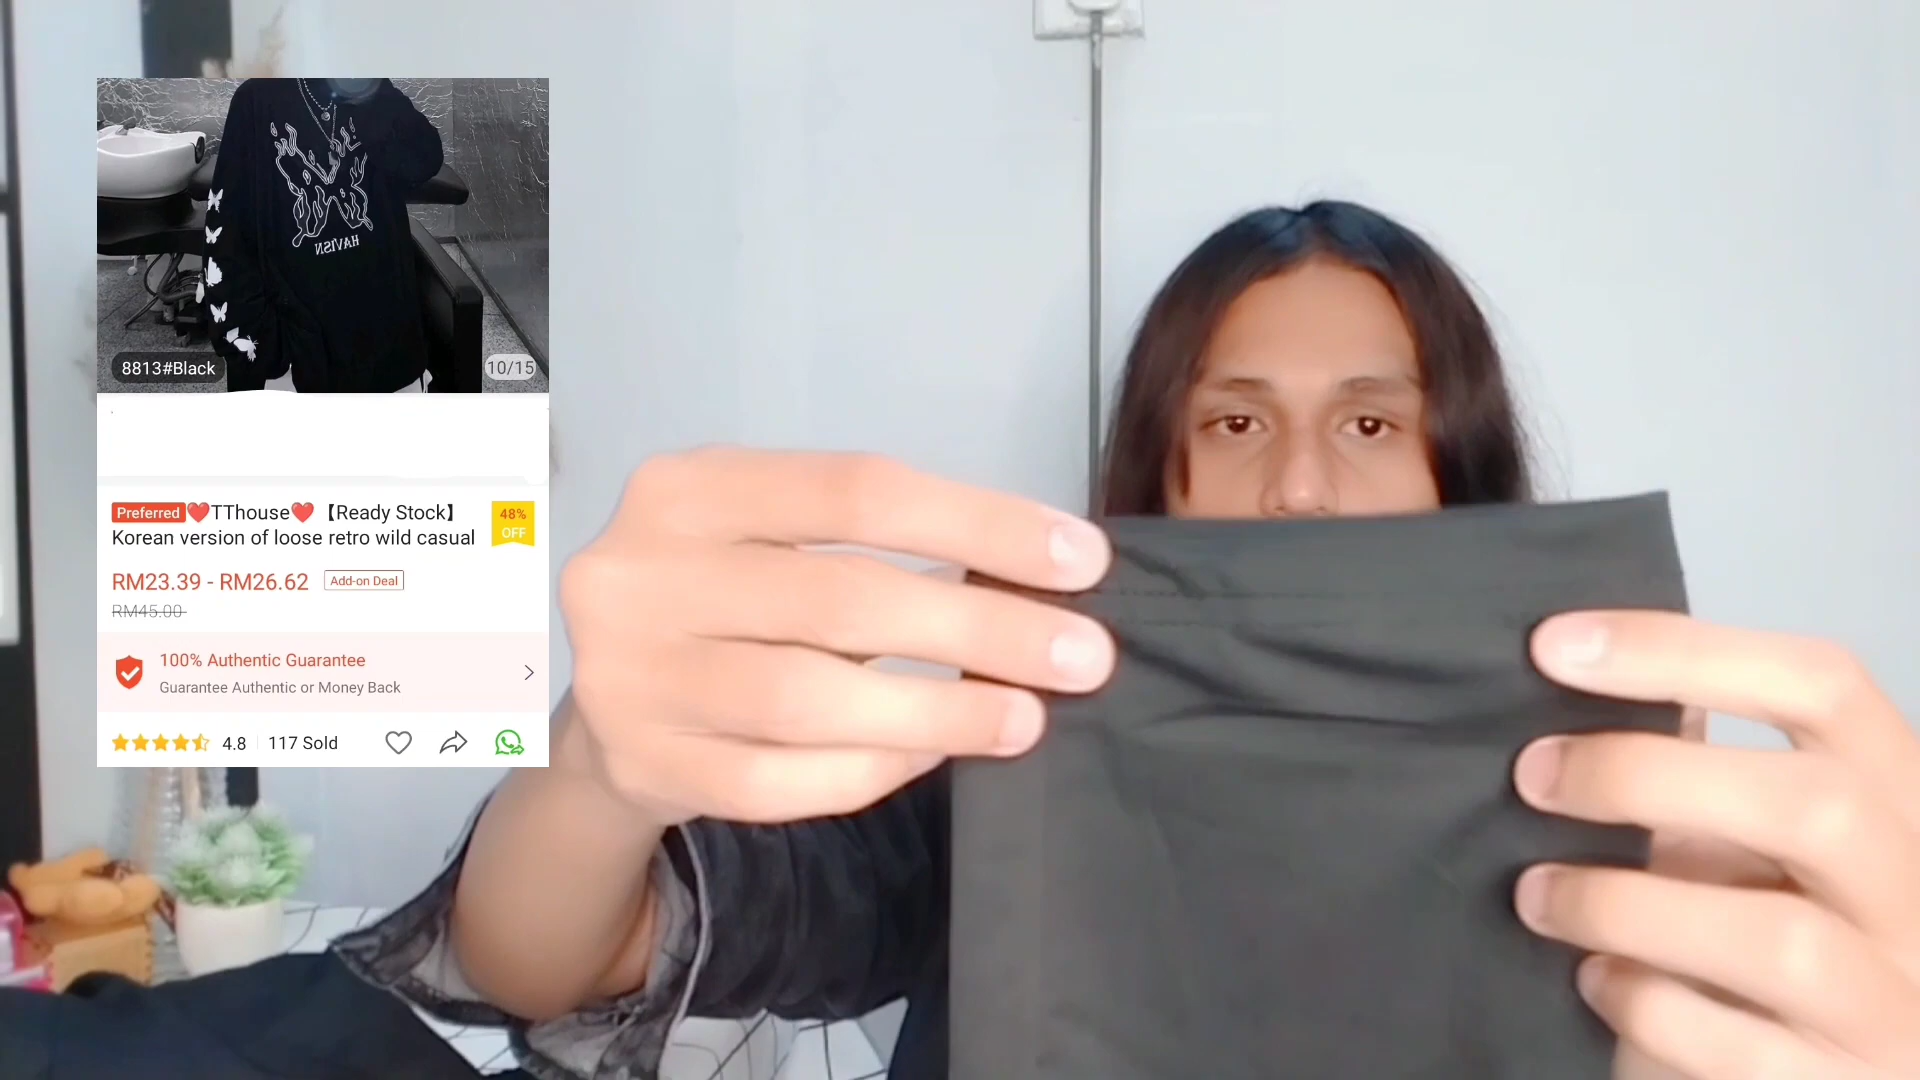 HAVISN
8813#Black
10/15
Preferred ❤️TThouse❤️【Ready Stock】
Korean version of loose retro wild casual
48%
OFF
RM23.39 - RM26.62 Add-on Deal
RM45.00
100% Authentic Guarantee
Guarantee Authentic or Money Back
4.8 117 Sold